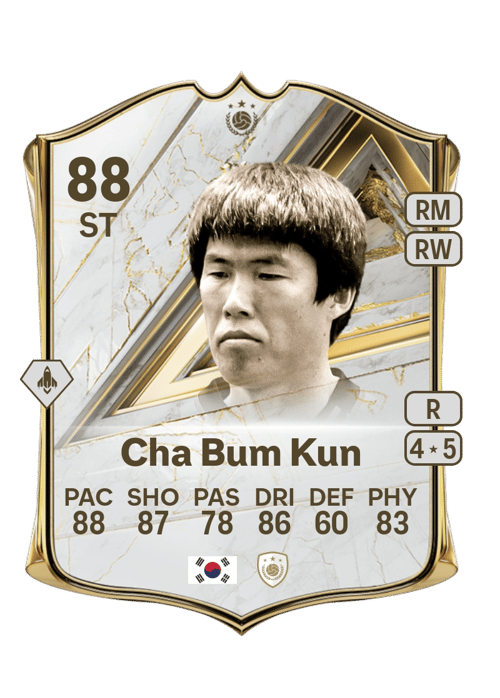 88
ST
RM
RW
R
4★5
Cha Bum Kun
PAC SHO PAS DRI DEF PHY
88 87 78 86 60 83